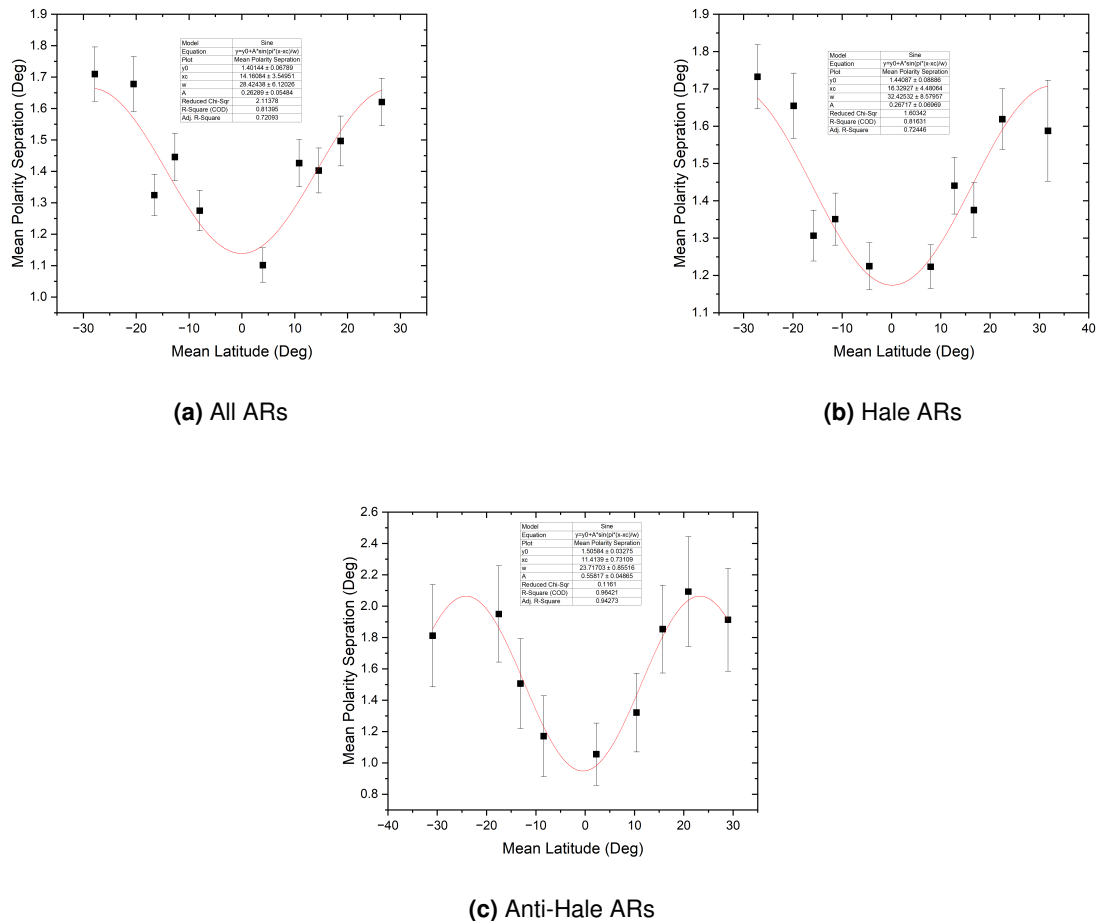 1.9
1.8
1.7
1.6
1.5
1.4
1.3
1.2
1.1
1.0
Mean Polarity Sepration (Deg)
Model Sine
Equation y=y0+A*sin(pi*(x-xc)/w)
Plot Mean Polarity Sepration
y0 1.40144 ± 0.06789
xc 14.16084 ± 3.54951
w 28.42438 ± 6.12026
A 0.26289 ± 0.05484
Reduced Chi-Sqr 2.11378
R-Square (COD) 0.81395
Adj. R-Square 0.72093
−30 −20 −10 0 10 20 30
Mean Latitude (Deg)
(a) All ARs
1.9
1.8
1.7
1.6
1.5
1.4
1.3
1.2
1.1
Mean Polarity Sepration (Deg)
Model Sine
Equation y=y0+A*sin(pi*(x-xc)/w)
Plot Mean Polarity Sepration
y0 1.44087 ± 0.08886
xc 16.32927 ± 4.48064
w 32.42532 ± 8.57957
A 0.26717 ± 0.06969
Reduced Chi-Sqr 1.60342
R-Square (COD) 0.81631
Adj. R-Square 0.72446
−30 −20 −10 0 10 20 30 40
Mean Latitude (Deg)
(b) Hale ARs
2.6
2.4
2.2
2.0
1.8
1.6
1.4
1.2
1.0
0.8
Mean Polarity Sepration (Deg)
Model Sine
Equation y=y0+A*sin(pi*(x-xc)/w)
Plot Mean Polarity Sepration
y0 1.50584 ± 0.03275
xc 11.4139 ± 0.73109
w 23.71703 ± 0.85516
A 0.55817 ± 0.04865
Reduced Chi-Sqr 0.1161
R-Square (COD) 0.96421
Adj. R-Square 0.94273
−40 −30 −20 −10 0 10 20 30
Mean Latitude (Deg)
(c) Anti-Hale ARs